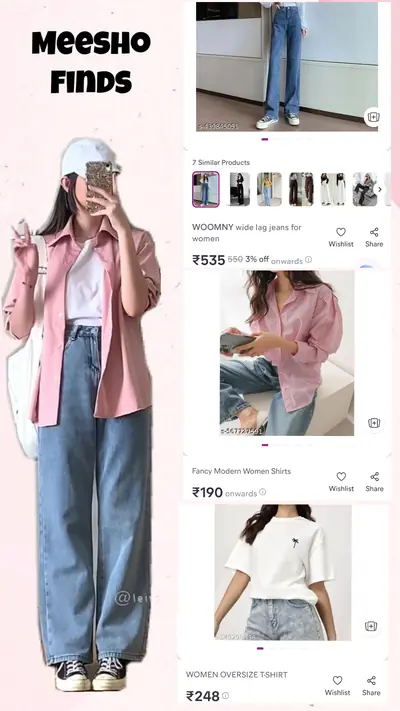 Meesho
Finds
7 Similar Products
WOOMNY wide lag jeans for
women
Wishlist
Share
₹535 550 3% off onwards
Fancy Modern Women Shirts
Wishlist
Share
₹190 onwards
WOMEN OVERSIZE T-SHIRT
Wishlist
Share
₹248